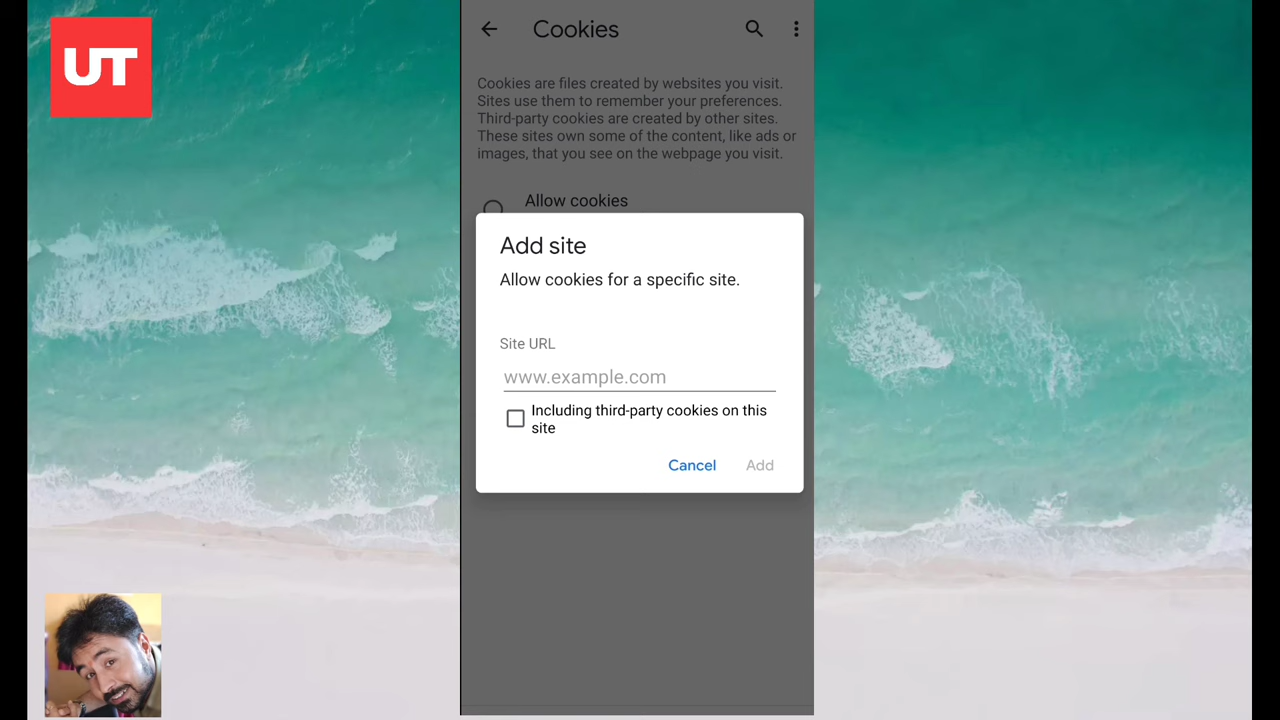 UT
Cookies
Cookies are files created by websites you visit.
Sites use them to remember your preferences.
Third-party cookies are created by other sites.
These sites own some of the content, like ads or
images, that you see on the webpage you visit.
Allow cookies
Add site
Allow cookies for a specific site.
Site URL
www.example.com
Including third-party cookies on this
site
Cancel Add